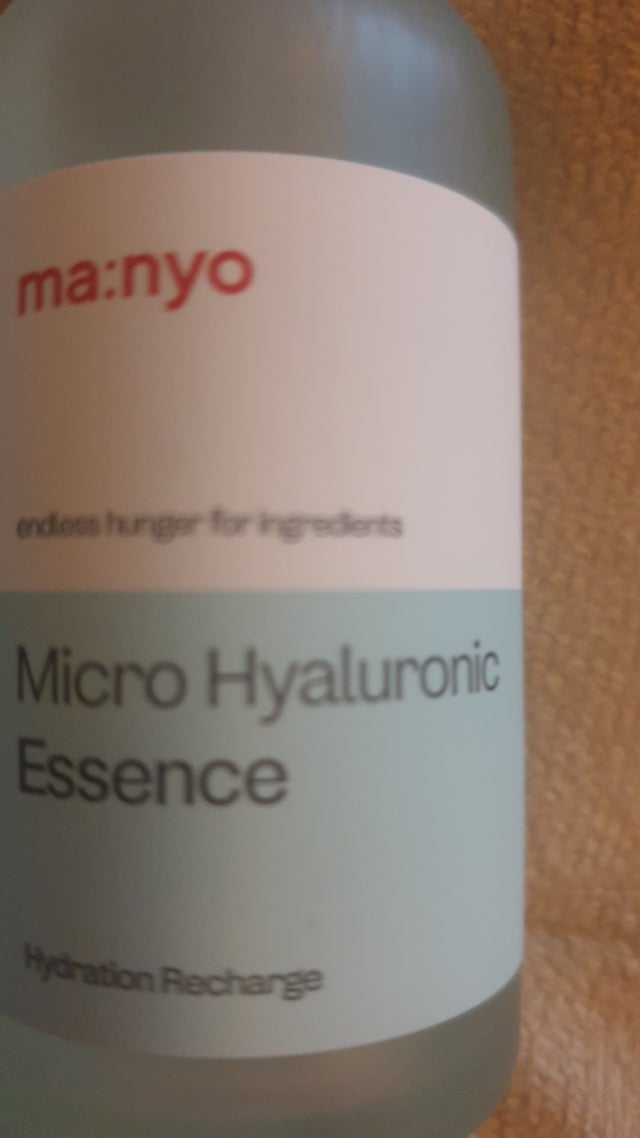 ma:nyo
endless hunger for ingredients
Micro Hyaluronic
Essence
Hydration Recharge